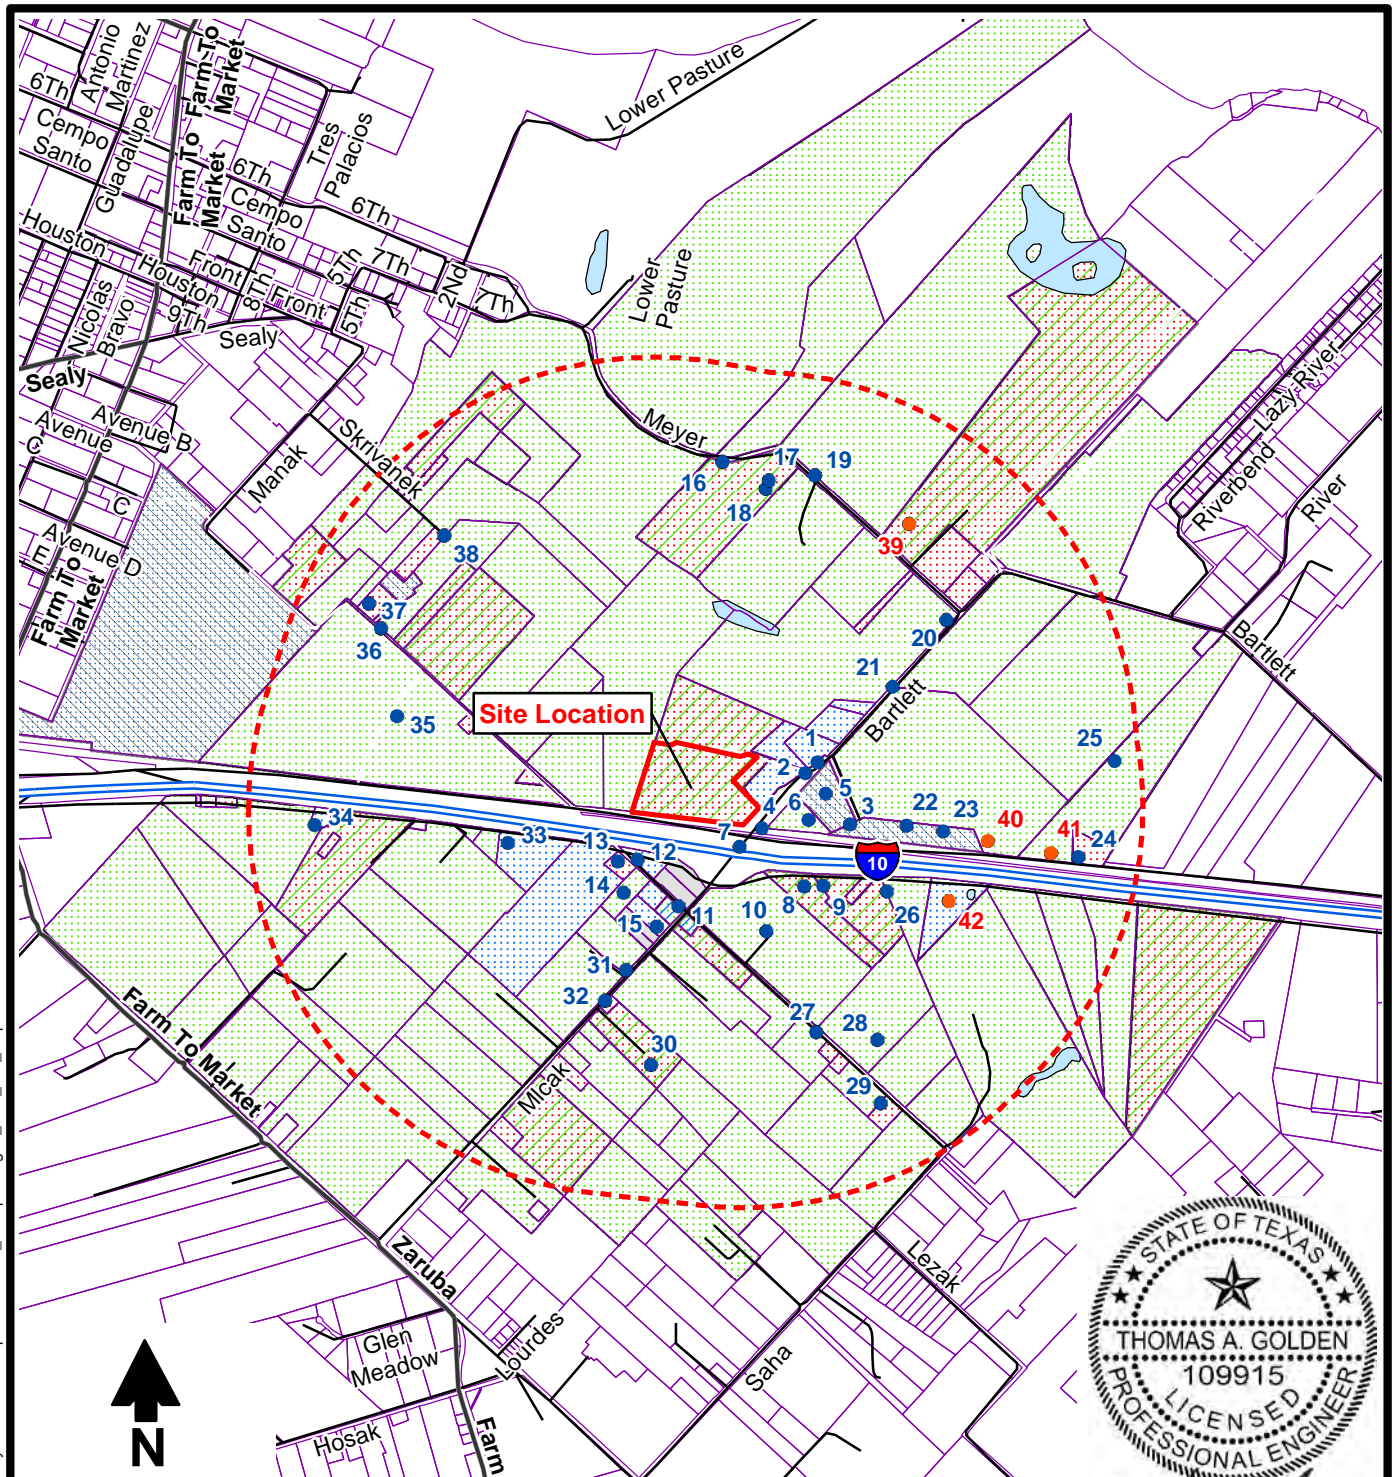 Antonio
Martinez
Farm To
Market
Lower Pasture
6Th
Cempo
Santo
Guadalupe
Farm To
Market
Tres
Palacios
6Th
Cempo
Santo
6Th
Houston
Houston
Front
Front
8Th
9Th
5Th
5Th
7Th
7Th
2Nd
Lower
Pasture
Nicolas
Bravo
Sealy
Sealy
Avenue B
Avenue
C
C
Avenue D
E
Farm To
Market
Manak
Skrivanek
Meyer
Lazy River
Riverbend
River
Bartlett
Bartlett
16
17
18
19
39
38
37
36
20
21
35
Site Location
25
1
2
4
6
5
3
22
23
40
41
24
7
10
34
33
13
12
14
15
11
8
9
10
26
42
31
32
27
28
30
29
Farm To Market
Mlcak
Zaruba
Lezak
Saha
Lourdes
Glen
Meadow
Hosak
Farm
N
STATE OF TEXAS
THOMAS A. GOLDEN
109915
LICENSED
PROFESSIONAL ENGINEER